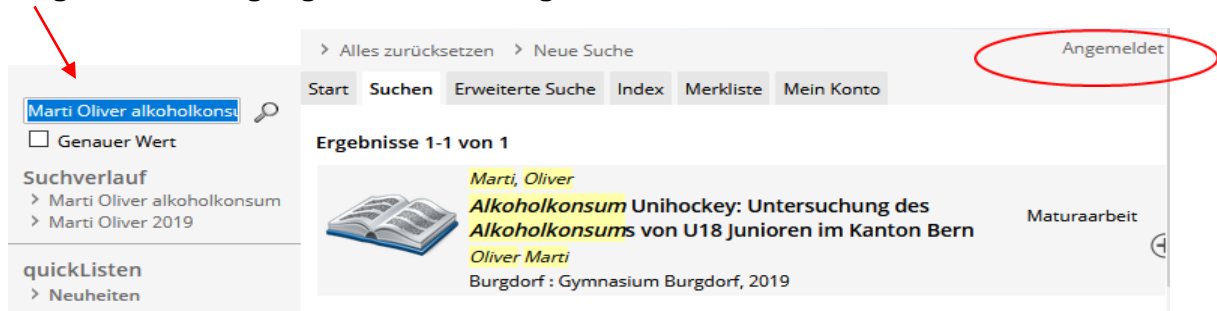 > Alles zurücksetzen > Neue Suche Angemeldet
Start Suchen Erweiterte Suche Index Merkliste Mein Konto
Marti Oliver alkoholkonsu
Genauer Wert
Suchverlauf
> Marti Oliver alkoholkonsum
> Marti Oliver 2019
quickListen
> Neuheiten
Ergebnisse 1-1 von 1
Marti, Oliver
Alkoholkonsum Unihockey: Untersuchung des
Alkoholkonsums von U18 Junioren im Kanton Bern
Oliver Marti
Burgdorf : Gymnasium Burgdorf, 2019
Maturaarbeit